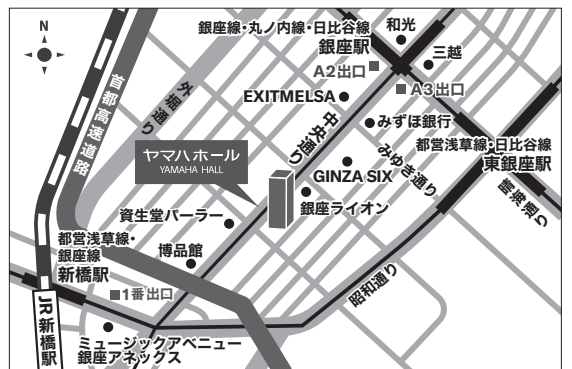 N
銀座線・丸ノ内線・日比谷線
銀座駅
和光
三越
A2出口
A3出口
EXITMELSA
外堀通り
首都高速道路
中央通り
みずほ銀行
ヤマハホール
YAMAHA HALL
GINZA SIX
みゆき通り
都営浅草線・日比谷線
東銀座駅
晴海通り
銀座ライオン
資生堂パーラー
都営浅草線・
銀座線
新橋駅
博品館
昭和通り
1番出口
JR新橋駅
ミュージックアベニュー
銀座アネックス